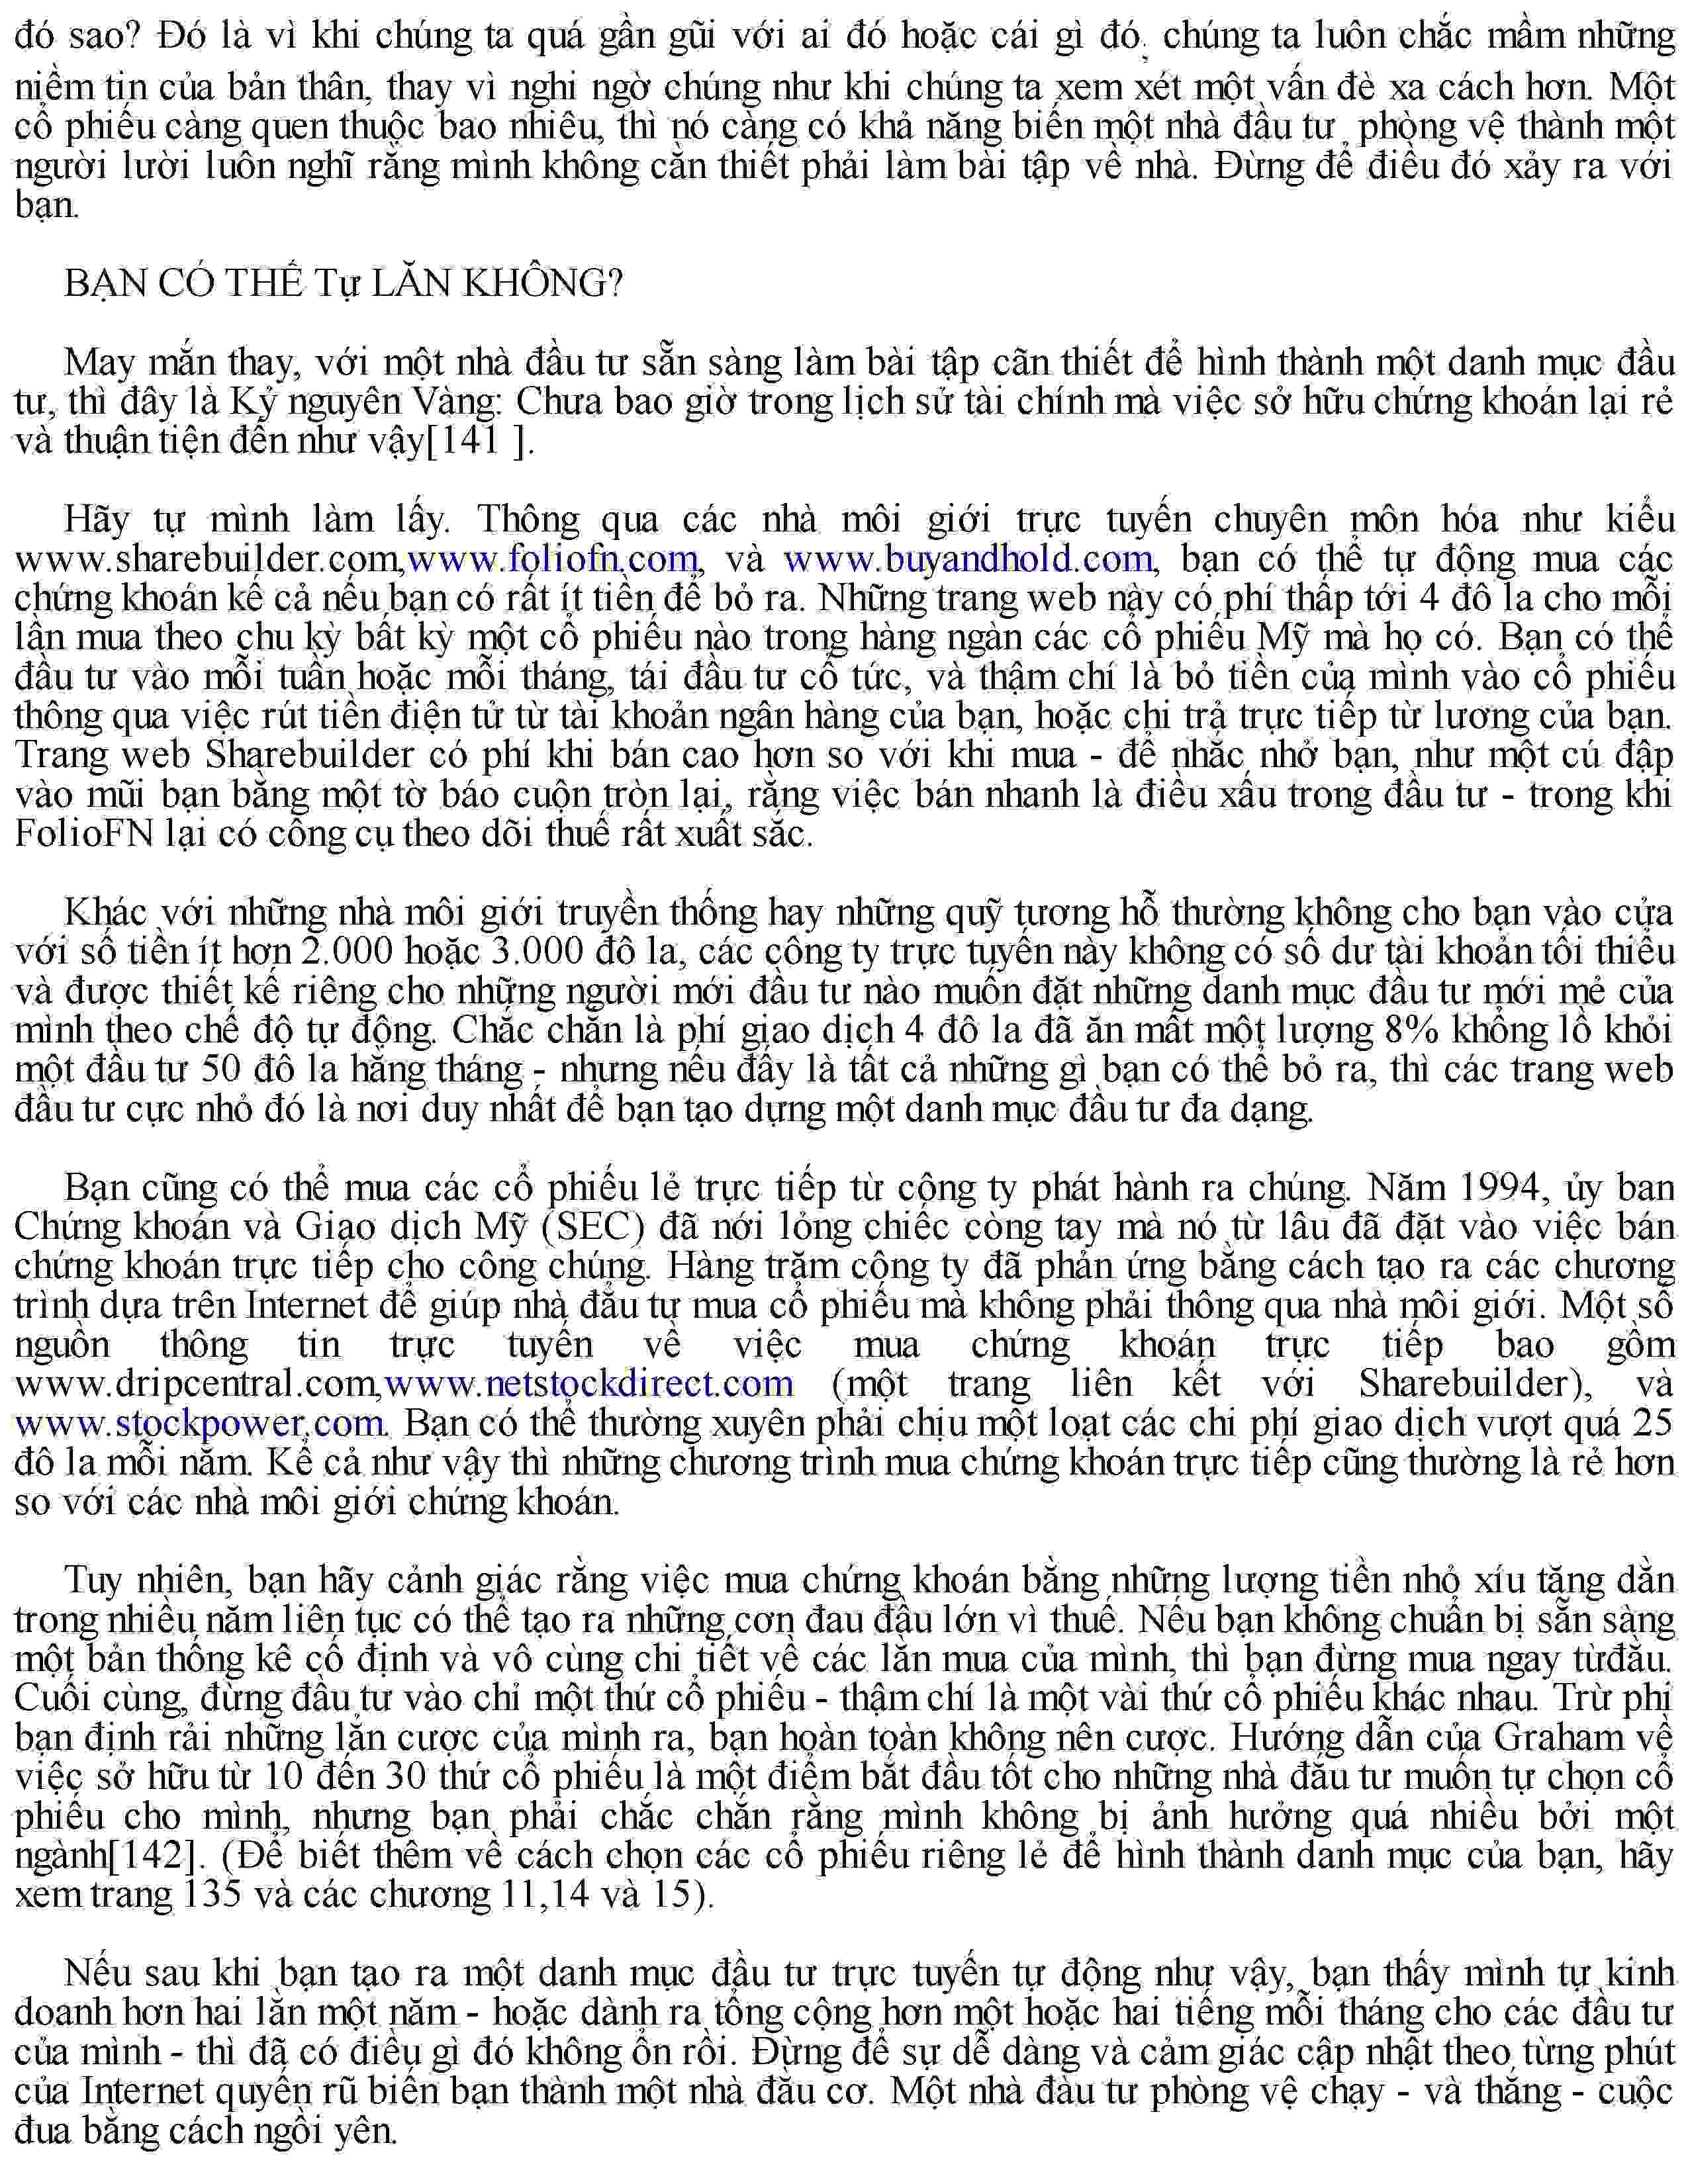 đó sao? Đó là vì khi chúng ta quá gần gũi với ai đó hoặc cái gì đó, chúng ta luôn chắc mầm những
niềm tin của bản thân, thay vì nghi ngờ chúng như khi chúng ta xem xét một vấn đè xa cách hơn. Một
cổ phiếu càng quen thuộc bao nhiêu, thì nó càng có khả năng biến một nhà đầu tư phòng vệ thành một
người lười luôn nghĩ rằng mình không cần thiết phải làm bài tập về nhà. Đừng để điều đó xảy ra với
bạn.
BẠN CÓ THỂ Tự LĂN KHÔNG?
May mắn thay, với một nhà đầu tư sẵn sàng làm bài tập cãn thiết để hình thành một danh mục đầu
tư, thì đây là Kỷ nguyên Vàng: Chưa bao giờ trong lịch sử tài chính mà việc sở hữu chứng khoán lại rẻ
và thuận tiện đến như vậy[141 ].
Hãy tự mình làm lấy. Thông qua các nhà môi giới trực tuyến chuyên môn hóa như kiểu
www.sharebuilder.com,www.foliofn.com, và www.buyandhold.com, bạn có thể tự động mua các
chứng khoán kế cả nếu bạn có rất ít tiền để bỏ ra. Những trang web này có phí thấp tới 4 đô la cho mỗi
lần mua theo chu kỳ bất kỳ một cổ phiếu nào trong hàng ngàn các cổ phiếu Mỹ mà họ có. Bạn có thể
đầu tư vào mỗi tuần hoặc mỗi tháng, tái đầu tư cổ tức, và thậm chí là bỏ tiền của mình vào cổ phiếu
thông qua việc rút tiền điện tử từ tài khoản ngân hàng của bạn, hoặc chi trả trực tiếp từ lương của bạn.
Trang web Sharebuilder có phí khi bán cao hơn so với khi mua - để nhắc nhở bạn, như một cú đập
vào mũi bạn bằng một tờ báo cuộn tròn lại, rằng việc bán nhanh là điều xấu trong đầu tư - trong khi
FolioFN lại có công cụ theo dõi thuế rất xuất sắc.
Khác với những nhà môi giới truyền thống hay những quỹ tương hỗ thường không cho bạn vào cửa
với số tiền ít hơn 2.000 hoặc 3.000 đô la, các công ty trực tuyến này không có số dư tài khoản tối thiểu
và được thiết kế riêng cho những người mới đầu tư nào muốn đặt những danh mục đầu tư mới mẻ của
mình theo chế độ tự động. Chắc chắn là phí giao dịch 4 đô la đã ăn mất một lượng 8% khổng lồ khỏi
một đầu tư 50 đô la hằng tháng - nhưng nếu đấy là tất cả những gì bạn có thể bỏ ra, thì các trang web
đầu tư cực nhỏ đó là nơi duy nhất để bạn tạo dựng một danh mục đầu tư đa dạng.
Bạn cũng có thể mua các cổ phiếu lẻ trực tiếp từ công ty phát hành ra chúng. Năm 1994, ủy ban
Chứng khoán và Giao dịch Mỹ (SEC) đã nới lỏng chiếc còng tay mà nó từ lâu đã đặt vào việc bán
chứng khoán trực tiếp cho công chúng. Hàng trăm công ty đã phản ứng bằng cách tạo ra các chương
trình dựa trên Internet để giúp nhà đầu tư mua cổ phiếu mà không phải thông qua nhà môi giới. Một số
nguồn thông tin trực tuyến về việc mua chứng khoán trực tiếp bao gồm
www.dripcentral.com,www.netstockdirect.com (một trang liên kết với Sharebuilder), và
www.stockpower.com. Bạn có thể thường xuyên phải chịu một loạt các chi phí giao dịch vượt quá 25
đô la mỗi năm. Kể cả như vậy thì những chương trình mua chứng khoán trực tiếp cũng thường là rẻ hơn
so với các nhà môi giới chứng khoán.
Tuy nhiên, bạn hãy cảnh giác rằng việc mua chứng khoán bằng những lượng tiền nhỏ xíu tăng dần
trong nhiều năm liên tục có thể tạo ra những cơn đau đầu lớn vì thuế. Nếu bạn không chuẩn bị sẵn sàng
một bản thống kê cố định và vô cùng chi tiết về các lần mua của mình, thì bạn đừng mua ngay từđầu.
Cuối cùng, đừng đầu tư vào chỉ một thứ cổ phiếu - thậm chí là một vài thứ cổ phiếu khác nhau. Trừ phi
bạn định rải những lần cược của mình ra, bạn hoàn toàn không nên cược. Hướng dẫn của Graham về
việc sở hữu từ 10 đến 30 thứ cổ phiếu là một điểm bắt đầu tốt cho những nhà đầu tư muốn tự chọn cổ
phiếu cho mình, nhưng bạn phải chắc chắn rằng mình không bị ảnh hưởng quá nhiều bởi một
ngành[142]. (Để biết thêm về cách chọn các cổ phiếu riêng lẻ để hình thành danh mục của bạn, hãy
xem trang 135 và các chương 11,14 và 15).
Nếu sau khi bạn tạo ra một danh mục đầu tư trực tuyến tự động như vậy, bạn thấy mình tự kinh
doanh hơn hai lần một năm - hoặc dành ra tổng cộng hơn một hoặc hai tiếng mỗi tháng cho các đầu tư
của mình - thì đã có điều gì đó không ổn rồi. Đừng để sự dễ dàng và cảm giác cập nhật theo từng phút
của Internet quyến rũ biến bạn thành một nhà đầu cơ. Một nhà đàu tư phòng vệ chạy - và thắng - cuộc
đua bằng cách ngồi yên.